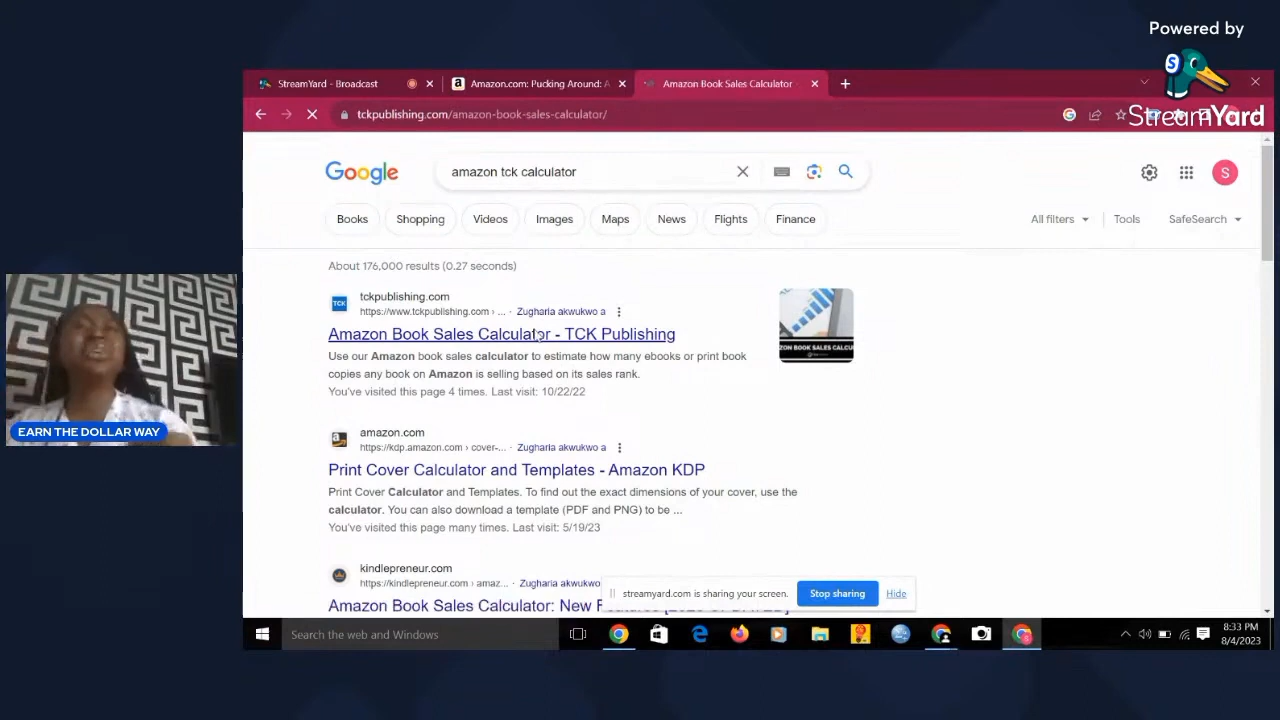 Powered by
StreamYard
StreamYard - Broadcast
Amazon.com: Pucking Around: A
Amazon Book Sales Calculator
tckpublishing.com/amazon-book-sales-calculator/
Google
amazon tck calculator
Books
Shopping
Videos
Images
Maps
News
Flights
Finance
All filters
Tools
SafeSearch
S
About 176,000 results (0.27 seconds)
TCK
tckpublishing.com
https://www.tckpublishing.com › ... · Zugharia akwukwo a
Amazon Book Sales Calculator - TCK Publishing
Use our Amazon book sales calculator to estimate how many ebooks or print book
copies any book on Amazon is selling based on its sales rank.
You've visited this page 4 times. Last visit: 10/22/22
amazon.com
https://kdp.amazon.com › cover-... · Zugharia akwukwo a
Print Cover Calculator and Templates - Amazon KDP
Print Cover Calculator and Templates. To find out the exact dimensions of your cover, use the
calculator. You can also download a template (PDF and PNG) to be ...
You've visited this page many times. Last visit: 5/19/23
kindlepreneur.com
https://kindlepreneur.com › amaz... · Zugharia akwukwo
Amazon Book Sales Calculator: New
streamyard.com is sharing your screen.
Stop sharing
Hide
EARN THE DOLLAR WAY
Search the web and Windows
8:33 PM
8/4/2023